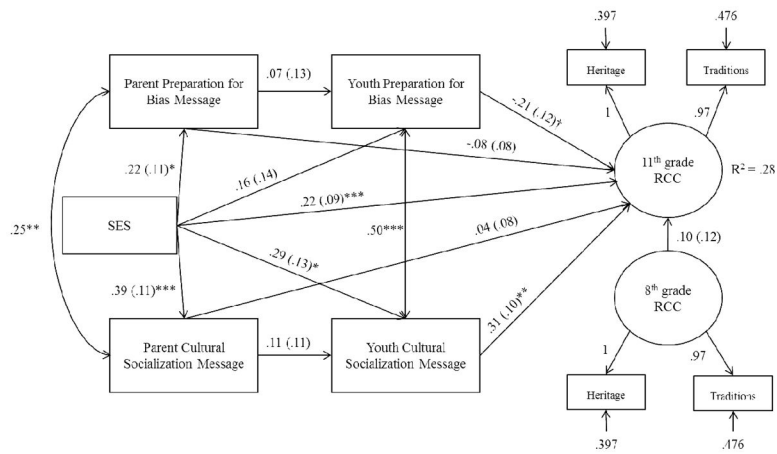 .397
.476
Heritage
Traditions
Parent Preparation for
Bias Message
.07 (.13)
Youth Preparation for
Bias Message
1
.97
-.21 (.12)*
-.08 (.08)
11th grade
RCC
R² = .28
.22 (.11)*
.16 (.14)
.22 (.09)***
SES
.25**
.50***
.04 (.08)
.10 (.12)
.29 (.13)*
.39 (.11)***
.31 (.10)**
8th grade
RCC
Parent Cultural
Socialization Message
.11 (.11)
Youth Cultural
Socialization Message
1
.97
Heritage
Traditions
.397
.476